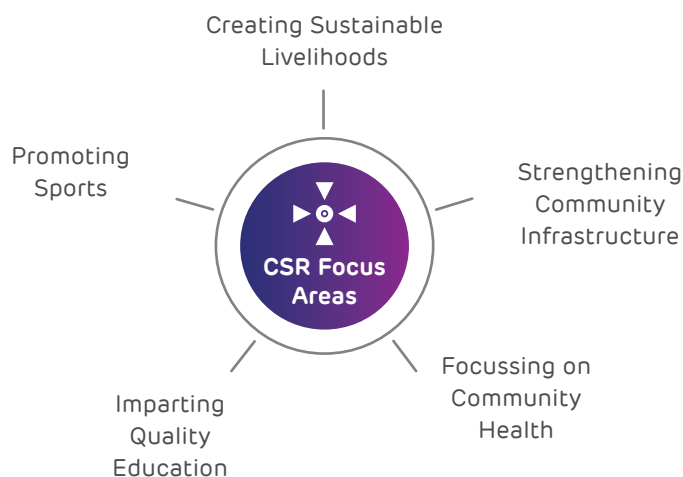 Creating Sustainable
Livelihoods
Promoting
Sports
Strengthening
Community
Infrastructure
CSR Focus
Areas
Focussing on
Community
Health
Imparting
Quality
Education